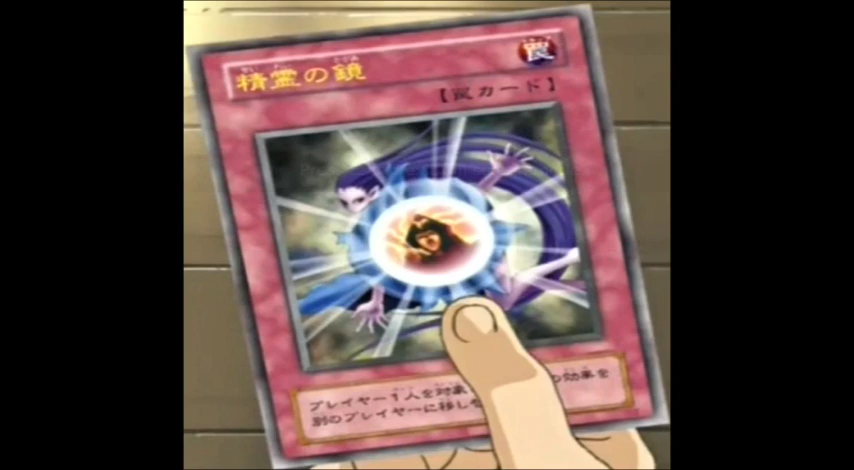 精霊の鏡
罠
【罠カード】
プレイヤー1人を対象 の効果を
別のプレイヤーに移し